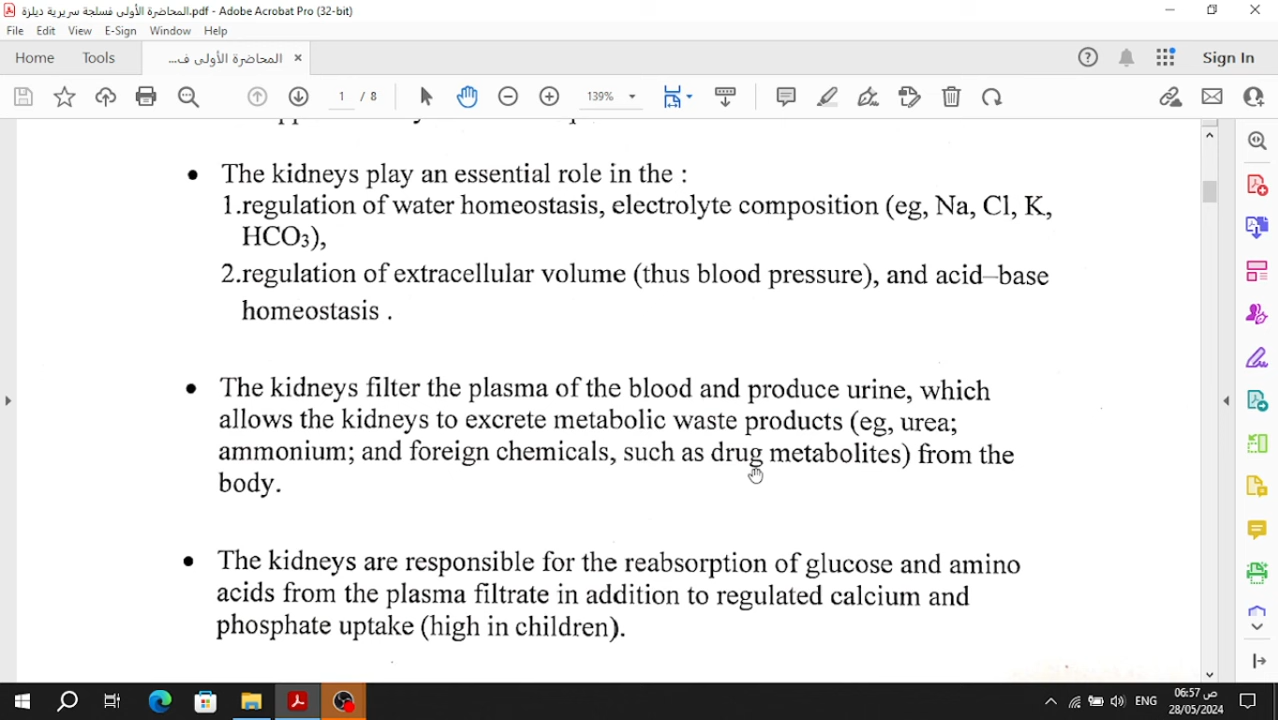 المحاضرة الأولى فسلجة سريرية ديلزة.pdf - Adobe Acrobat Pro (32-bit)
File Edit View E-Sign Window Help
Home Tools المحاضرة الأولى ف... × Sign In
1 / 8 139%
• The kidneys play an essential role in the :
1.regulation of water homeostasis, electrolyte composition (eg, Na, Cl, K,
HCO3),
2.regulation of extracellular volume (thus blood pressure), and acid–base
homeostasis .
• The kidneys filter the plasma of the blood and produce urine, which
allows the kidneys to excrete metabolic waste products (eg, urea;
ammonium; and foreign chemicals, such as drug metabolites) from the
body.
• The kidneys are responsible for the reabsorption of glucose and amino
acids from the plasma filtrate in addition to regulated calcium and
phosphate uptake (high in children).
ENG 06:57 ص
28/05/2024